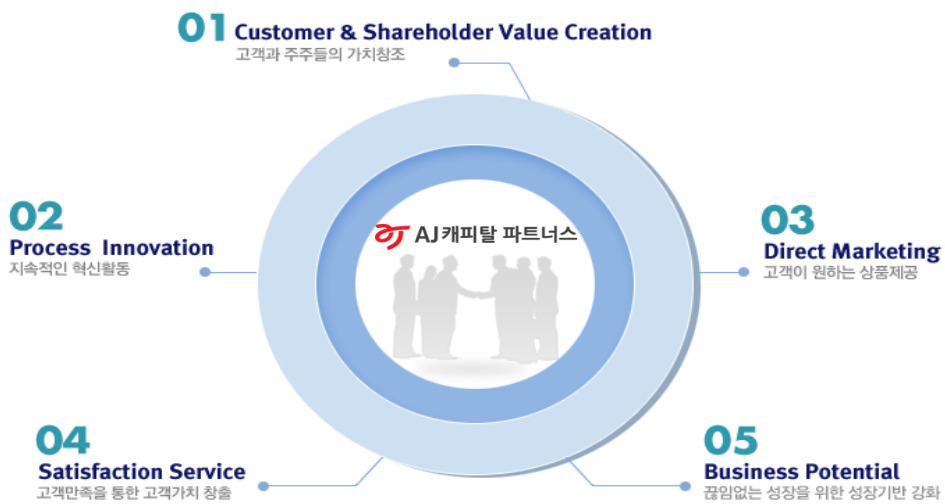 01 Customer & Shareholder Value Creation
고객과 주주들의 가치창조
02
Process Innovation
지속적인 혁신활동
AJ캐피탈 파트너스
03
Direct Marketing
고객이 원하는 상품제공
04
Satisfaction Service
고객만족을 통한 고객가치 창출
05
Business Potential
끊임없는 성장을 위한 성장기반 강화